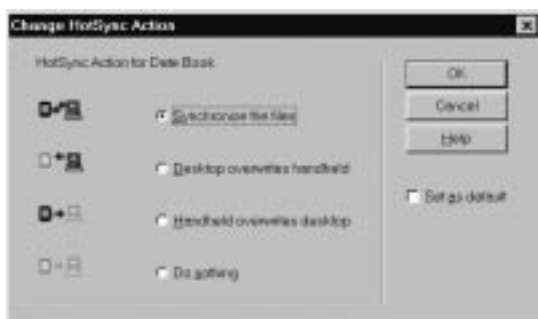 Change HotSync Action
HotSync Action for Date Book
Synchronize the files
Desktop overwrites handheld
Handheld overwrites desktop
Do nothing
OK
Cancel
Help
Set as default